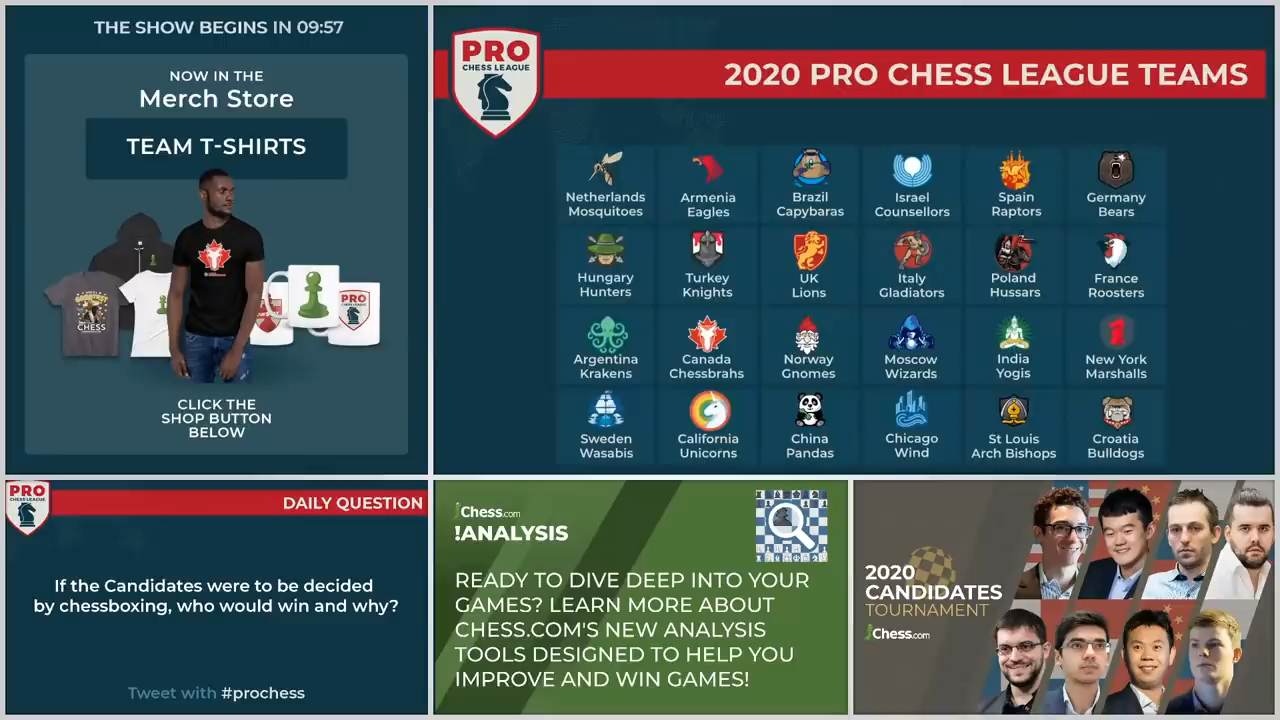 THE SHOW BEGINS IN 09:57
NOW IN THE
Merch Store
TEAM T-SHIRTS
CHESS
PRO
CLICK THE
SHOP BUTTON
BELOW
PRO
CHESS LEAGUE
2020 PRO CHESS LEAGUE TEAMS
Netherlands
Mosquitoes
Armenia
Eagles
Brazil
Capybaras
Israel
Counsellors
Spain
Raptors
Germany
Bears
Hungary
Hunters
Turkey
Knights
UK
Lions
Italy
Gladiators
Poland
Hussars
France
Roosters
Argentina
Krakens
Canada
Chessbrahs
Norway
Gnomes
Moscow
Wizards
India
Yogis
New York
Marshalls
Sweden
Wasabis
California
Unicorns
China
Pandas
Chicago
Wind
St Louis
Arch Bishops
Croatia
Bulldogs
PRO
CHESS LEAGUE
DAILY QUESTION
If the Candidates were to be decided
by chessboxing, who would win and why?
Tweet with #prochess
Chess.com
!ANALYSIS
READY TO DIVE DEEP INTO YOUR
GAMES? LEARN MORE ABOUT
CHESS.COM'S NEW ANALYSIS
TOOLS DESIGNED TO HELP YOU
IMPROVE AND WIN GAMES!
2020
CANDIDATES
TOURNAMENT
Chess.com